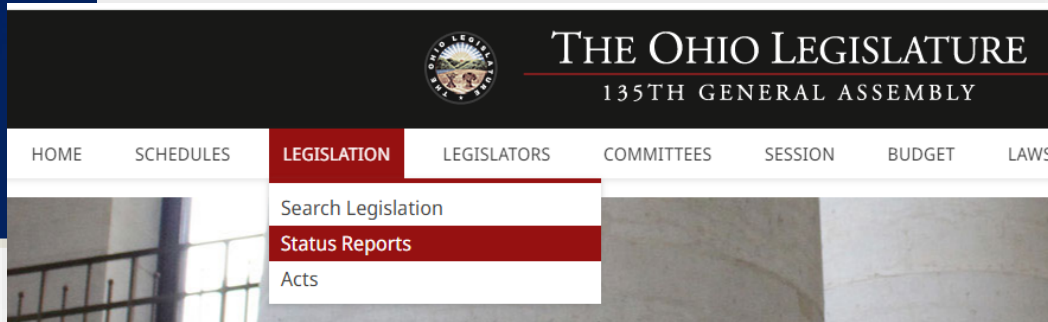 THE OHIO LEGISLATURE
135TH GENERAL ASSEMBLY
HOME SCHEDULES LEGISLATION LEGISLATORS COMMITTEES SESSION BUDGET LAWS
Search Legislation
Status Reports
Acts